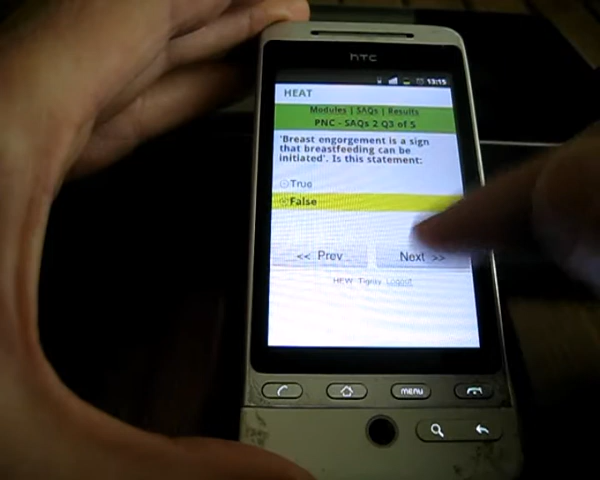 hTC
13:15
HEAT
Modules | SAQs | Results
PNC - SAQs 2 Q3 of 5
'Breast engorgement is a sign
that breastfeeding can be
initiated'. Is this statement:
True
False
<< Prev
Next >>
HEW Tigray Logout
MENU